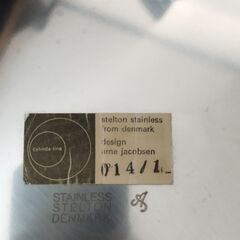 cylinda line
stelton stainless
from denmark
design
arne jacobsen
014/1
STAINLESS
STELTON
DENMARK